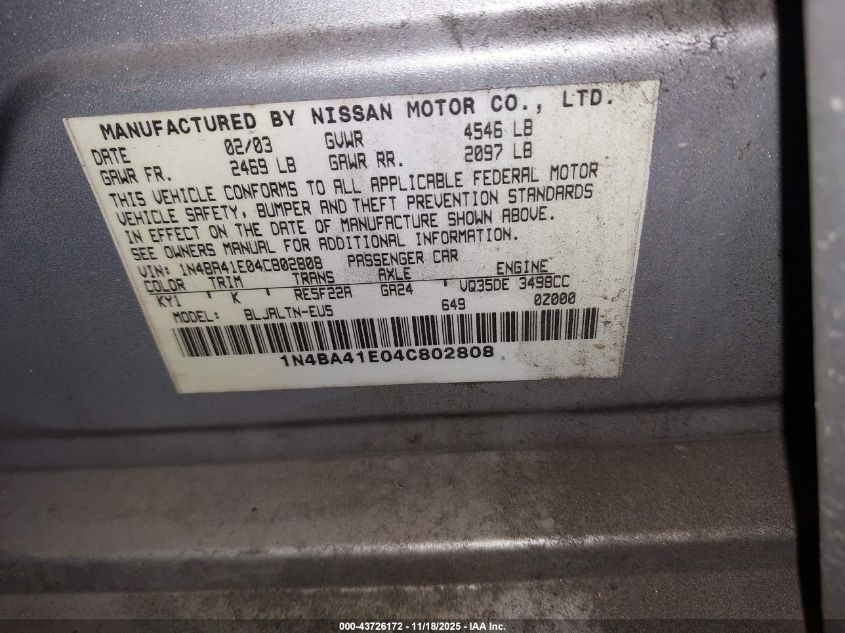 MANUFACTURED BY NISSAN MOTOR CO., LTD.
DATE 02/03 GVWR 4546 LB
GAWR FR. 2469 LB GAWR RR. 2097 LB
THIS VEHICLE CONFORMS TO ALL APPLICABLE FEDERAL MOTOR
VEHICLE SAFETY, BUMPER AND THEFT PREVENTION STANDARDS
IN EFFECT ON THE DATE OF MANUFACTURE SHOWN ABOVE.
SEE OWNERS MANUAL FOR ADDITIONAL INFORMATION.
VIN: 1N4BA41E04C802808 PASSENGER CAR
COLOR TRIM TRANS AXLE ENGINE
KY1 ' K ' RE5F22A GA24 ' VQ35DE 3498CC
MODEL: BLJALTN-EU5 649 0Z000
1N4BA41E04C802808
000-43726172 - 11/18/2025 - © IAA Inc.